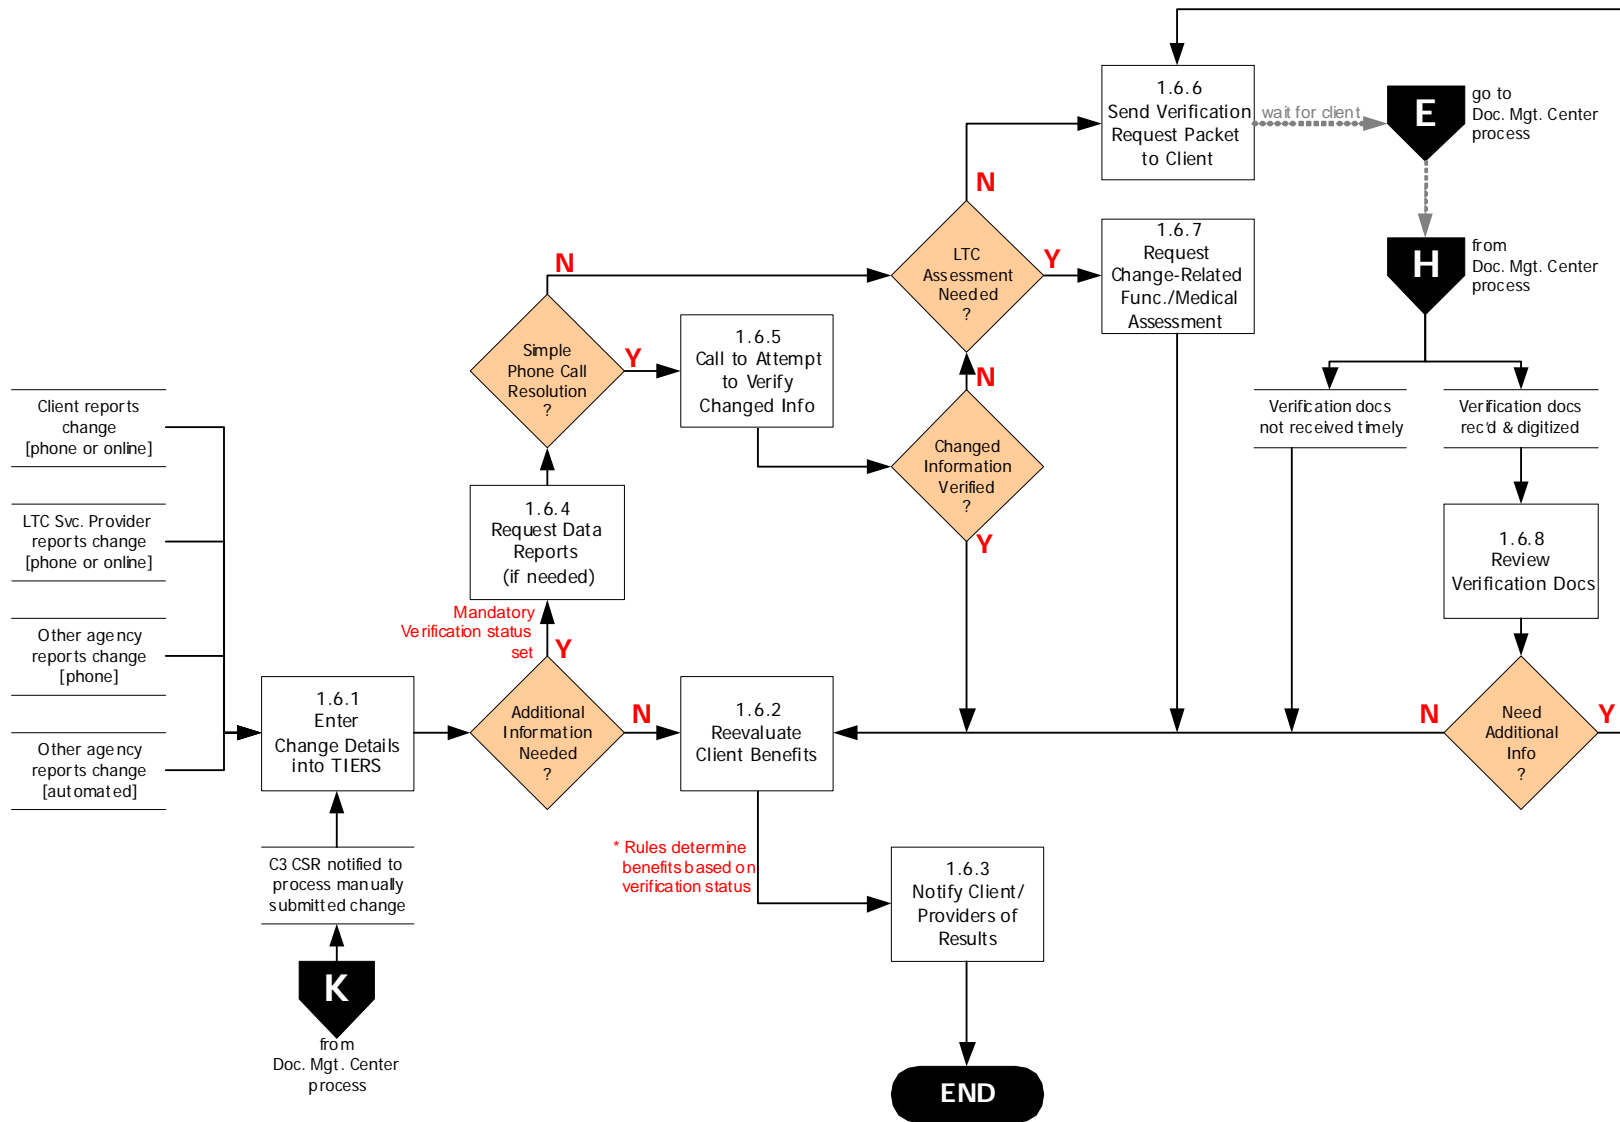 1.6.6
Send Verification
Request Packet
to Client
wait for client
E
go to
Doc. Mgt. Center
process
N
LTC
Assessment
Needed
?
Y
1.6.7
Request
Change-Related
Func./Medical
Assessment
H
from
Doc. Mgt. Center
process
N
Simple
Phone Call
Resolution
?
Y
1.6.5
Call to Attempt
to Verify
Changed Info
N
Changed
Information
Verified
?
Y
Verification docs
not received timely
Verification docs
rec'd & digitized
Client reports
change
[phone or online]
LTC Svc. Provider
reports change
[phone or online]
Other agency
reports change
[phone]
Other agency
reports change
[automated]
1.6.4
Request Data
Reports
(if needed)
1.6.8
Review
Verification Docs
Mandatory
Verification status
set
Y
1.6.1
Enter
Change Details
into TIERS
Additional
Information
Needed
?
N
1.6.2
Reevaluate
Client Benefits
N
Need
Additional
Info
?
Y
* Rules determine
benefits based on
verification status
1.6.3
Notify Client/
Providers of
Results
C3 CSR notified to
process manually
submitted change
K
from
Doc. Mgt. Center
process
END